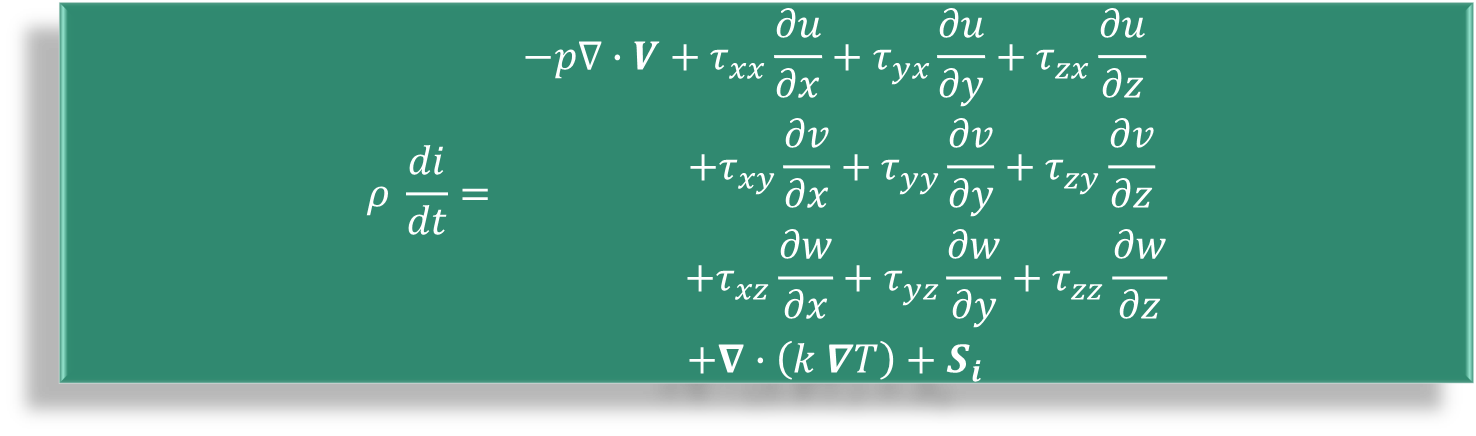 −p∇ · V + τxx ∂u/∂x + τyx ∂u/∂y + τzx ∂u/∂z
ρ di/dt =
+τxy ∂v/∂x + τyy ∂v/∂y + τzy ∂v/∂z
+τxz ∂w/∂x + τyz ∂w/∂y + τzz ∂w/∂z
+∇ · (k ∇T) + Si